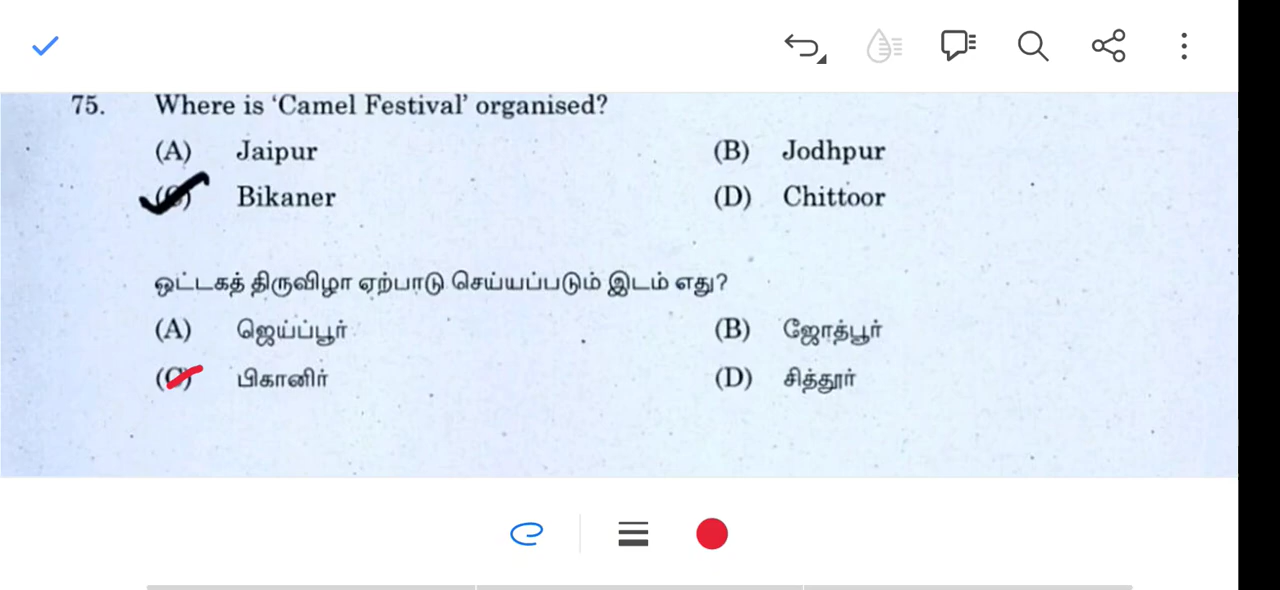 75. Where is ‘Camel Festival’ organised?
(A) Jaipur (B) Jodhpur
(C) Bikaner (D) Chittoor
ஒட்டகத் திருவிழா ஏற்பாடு செய்யப்படும் இடம் எது?
(A) ஜெய்ப்பூர் (B) ஜோத்பூர்
(C) பிகானிர் (D) சித்தூர்